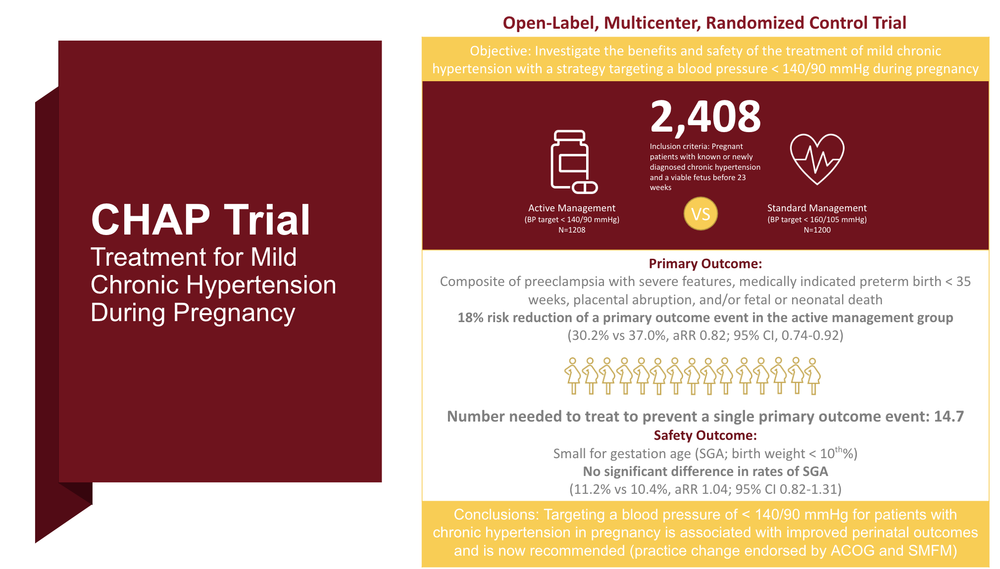 CHAP Trial
Treatment for Mild
Chronic Hypertension
During Pregnancy
Open-Label, Multicenter, Randomized Control Trial
Objective: Investigate the benefits and safety of the treatment of mild chronic
hypertension with a strategy targeting a blood pressure < 140/90 mmHg during pregnancy
2,408
Inclusion criteria: Pregnant
patients with known or newly
diagnosed chronic hypertension
and a viable fetus before 23
weeks
Active Management
(BP target < 140/90 mmHg)
N=1208
VS
Standard Management
(BP target < 160/105 mmHg)
N=1200
Primary Outcome:
Composite of preeclampsia with severe features, medically indicated preterm birth < 35
weeks, placental abruption, and/or fetal or neonatal death
18% risk reduction of a primary outcome event in the active management group
(30.2% vs 37.0%, aRR 0.82; 95% CI, 0.74-0.92)
Number needed to treat to prevent a single primary outcome event: 14.7
Safety Outcome:
Small for gestation age (SGA; birth weight < 10th%)
No significant difference in rates of SGA
(11.2% vs 10.4%, aRR 1.04; 95% CI 0.82-1.31)
Conclusions: Targeting a blood pressure of < 140/90 mmHg for patients with
chronic hypertension in pregnancy is associated with improved perinatal outcomes
and is now recommended (practice change endorsed by ACOG and SMFM)